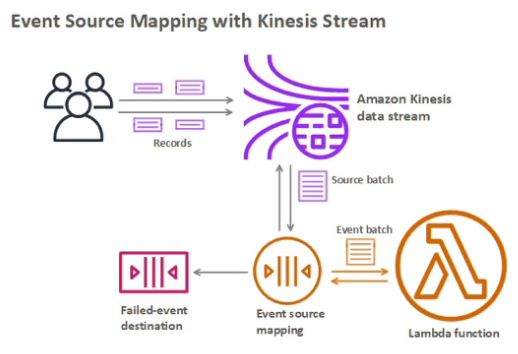 Event Source Mapping with Kinesis Stream
Amazon Kinesis
data stream
Records
Source batch
Event batch
Failed-event
destination
Event source
mapping
Lambda function